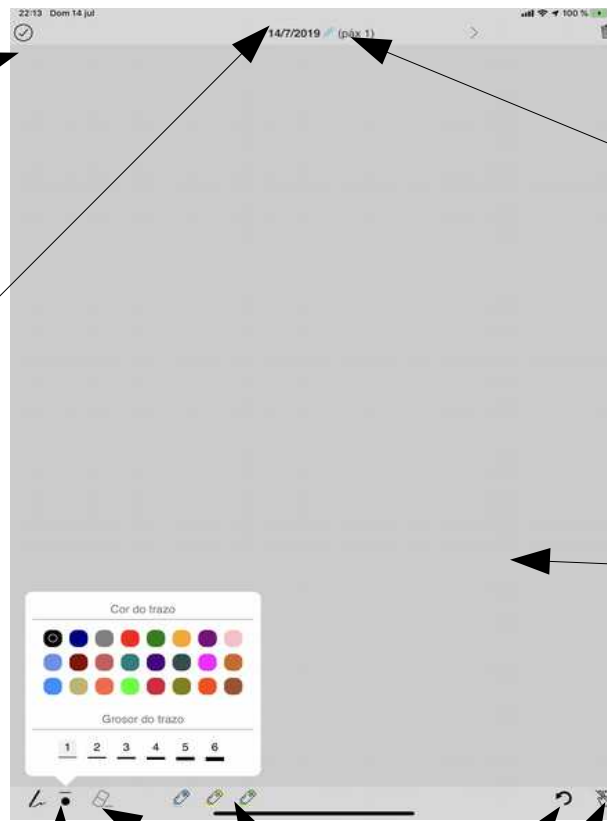 22:13 Dom 14 jul 100 %
14/7/2019 (páx 1)
Cor do trazo
Grosor do trazo
1 2 3 4 5 6